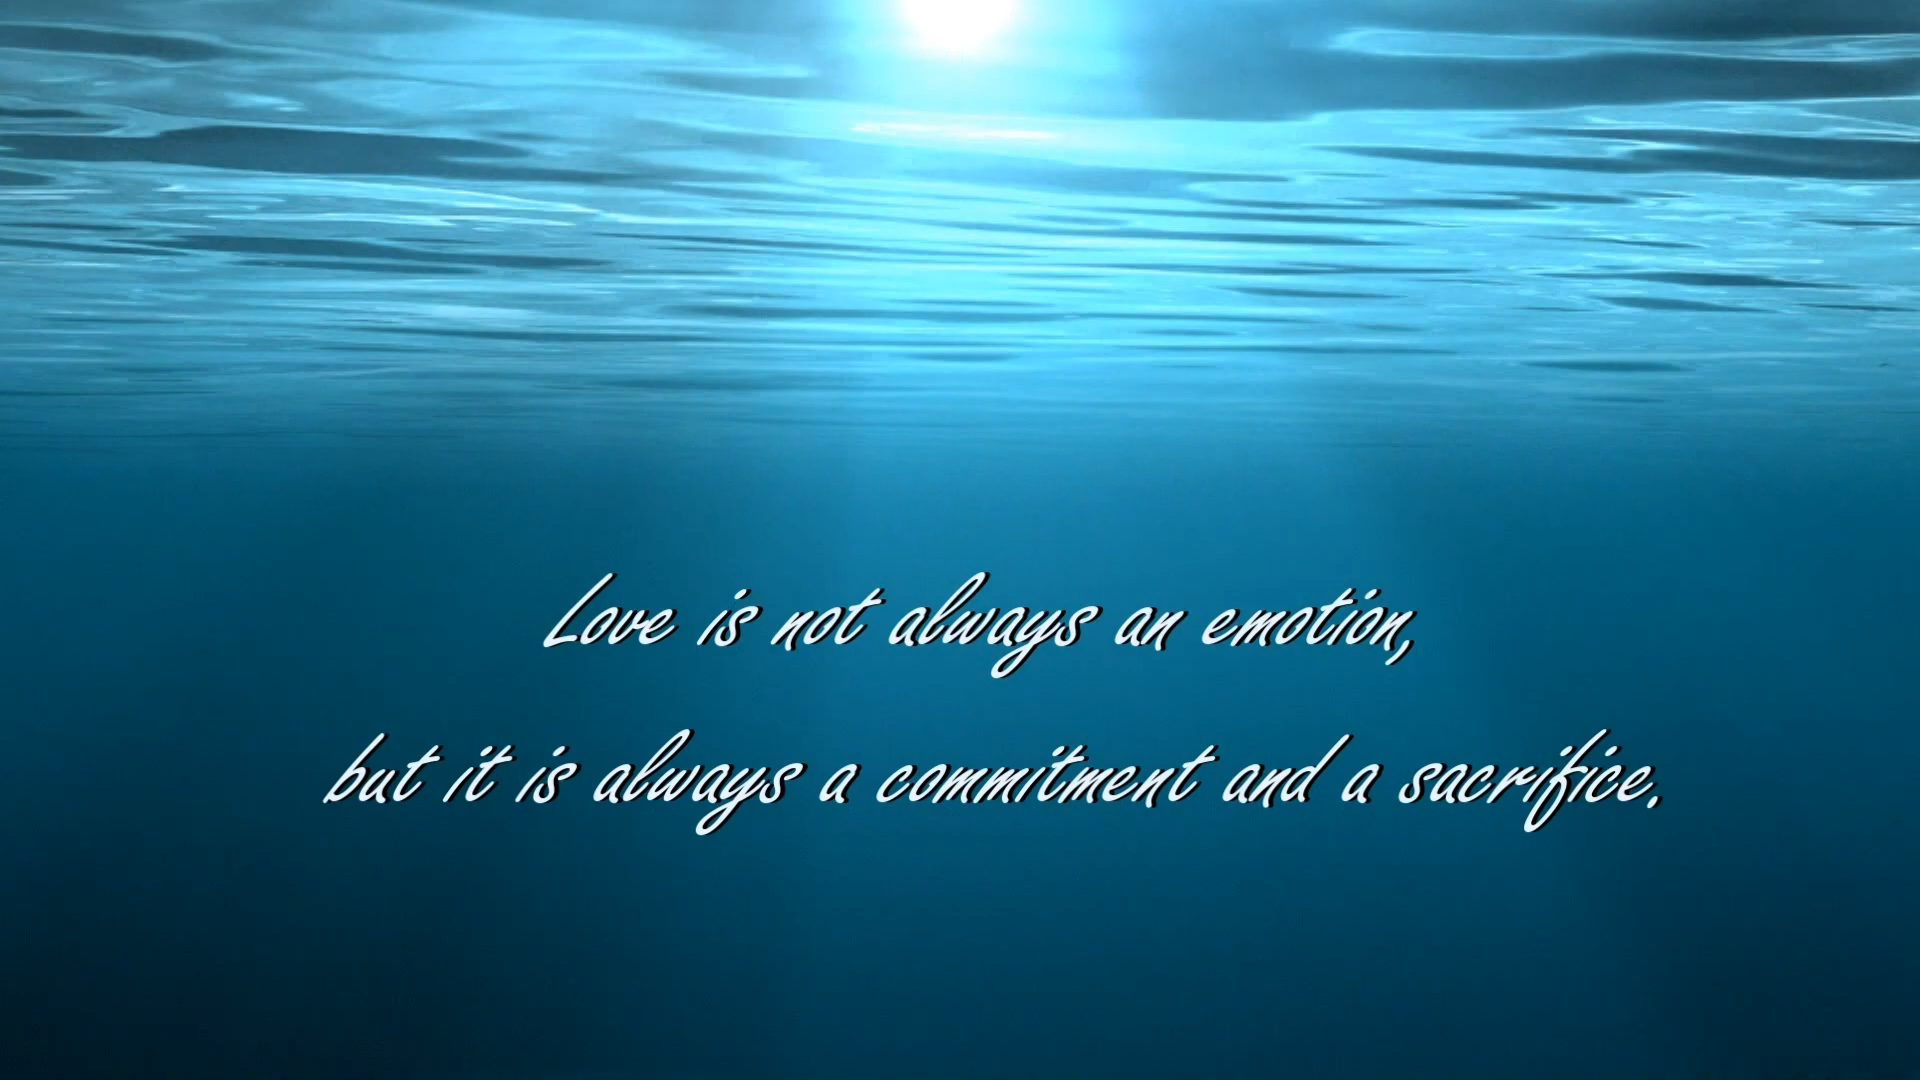 Love is not always an emotion,
but it is always a commitment and a sacrifice.